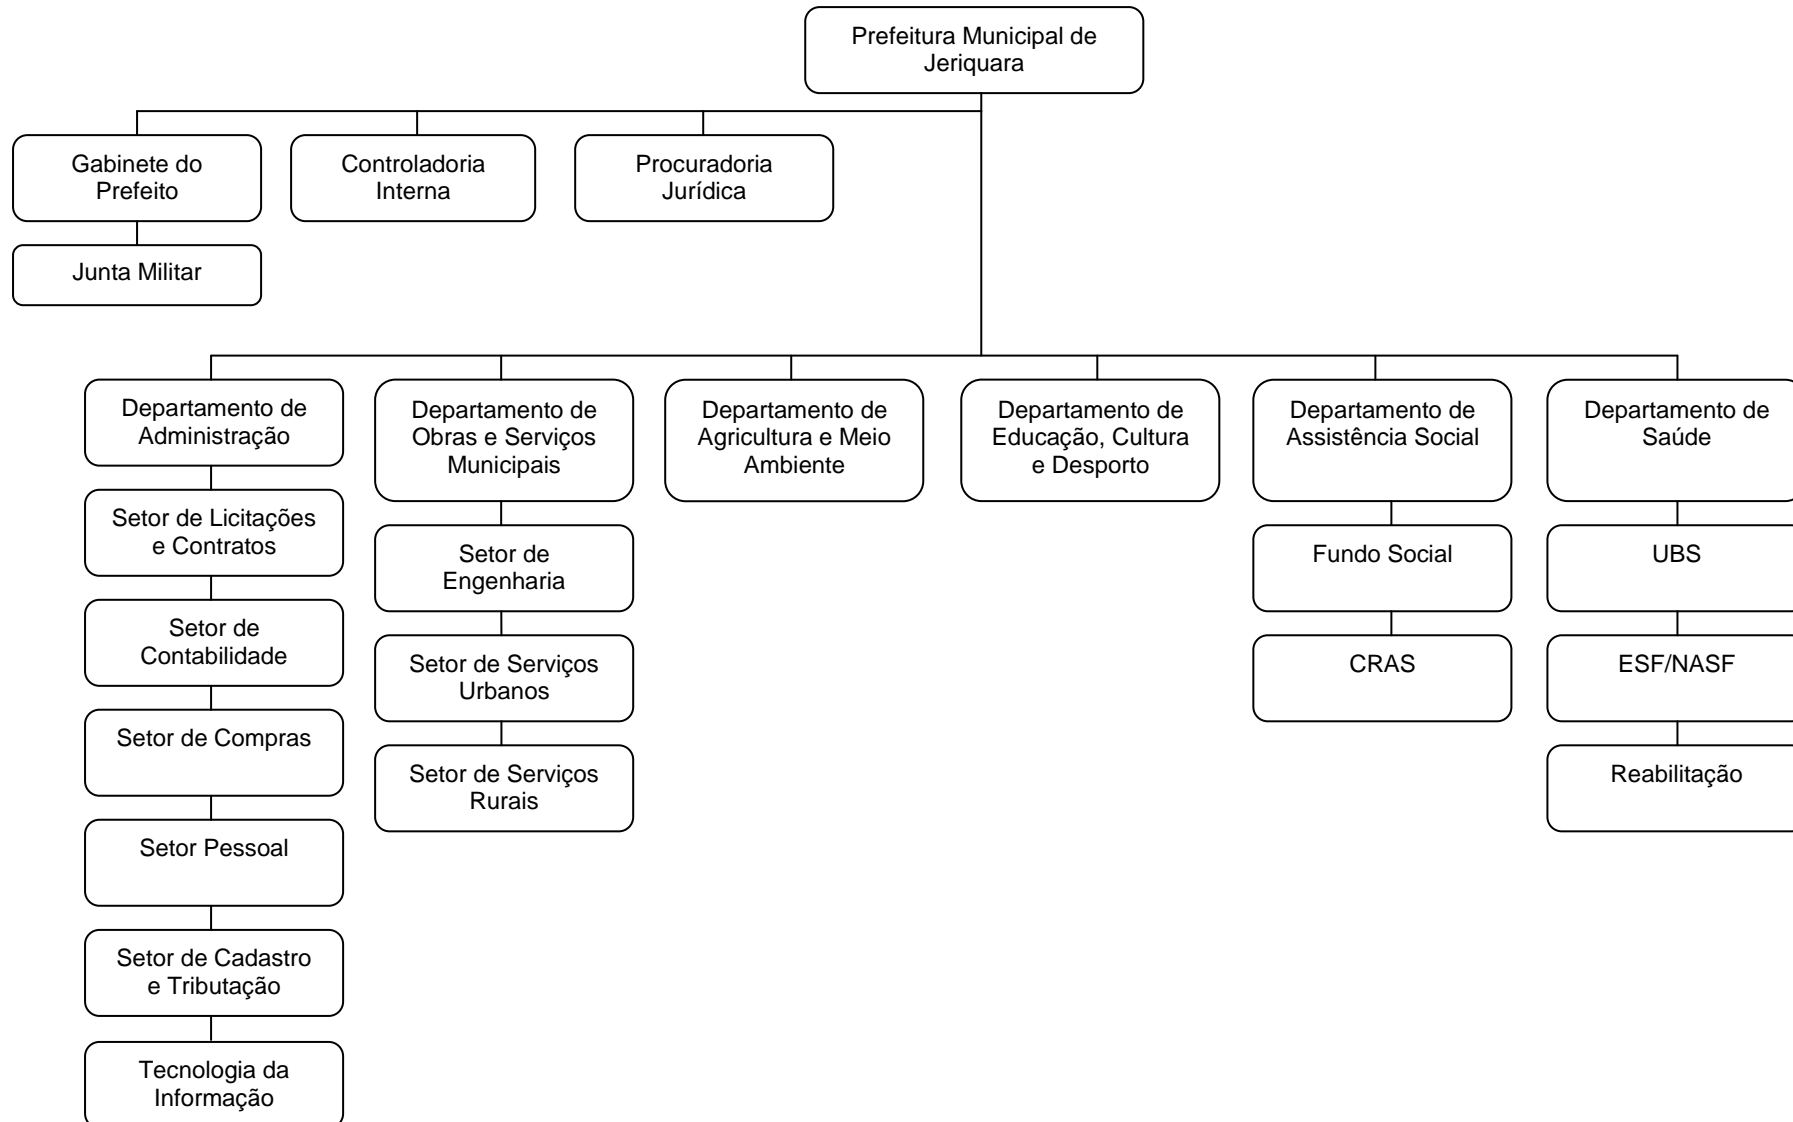 Prefeitura Municipal de
Jeriquara
Gabinete do
Prefeito
Controladoria
Interna
Procuradoria
Jurídica
Junta Militar
Departamento de
Administração
Departamento de
Obras e Serviços
Municipais
Departamento de
Agricultura e Meio
Ambiente
Departamento de
Educação, Cultura
e Desporto
Departamento de
Assistência Social
Departamento de
Saúde
Setor de Licitações
e Contratos
Setor de
Contabilidade
Setor de Compras
Setor Pessoal
Setor de Cadastro
e Tributação
Tecnologia da
Informação
Setor de
Engenharia
Setor de Serviços
Urbanos
Setor de Serviços
Rurais
Fundo Social
CRAS
UBS
ESF/NASF
Reabilitação